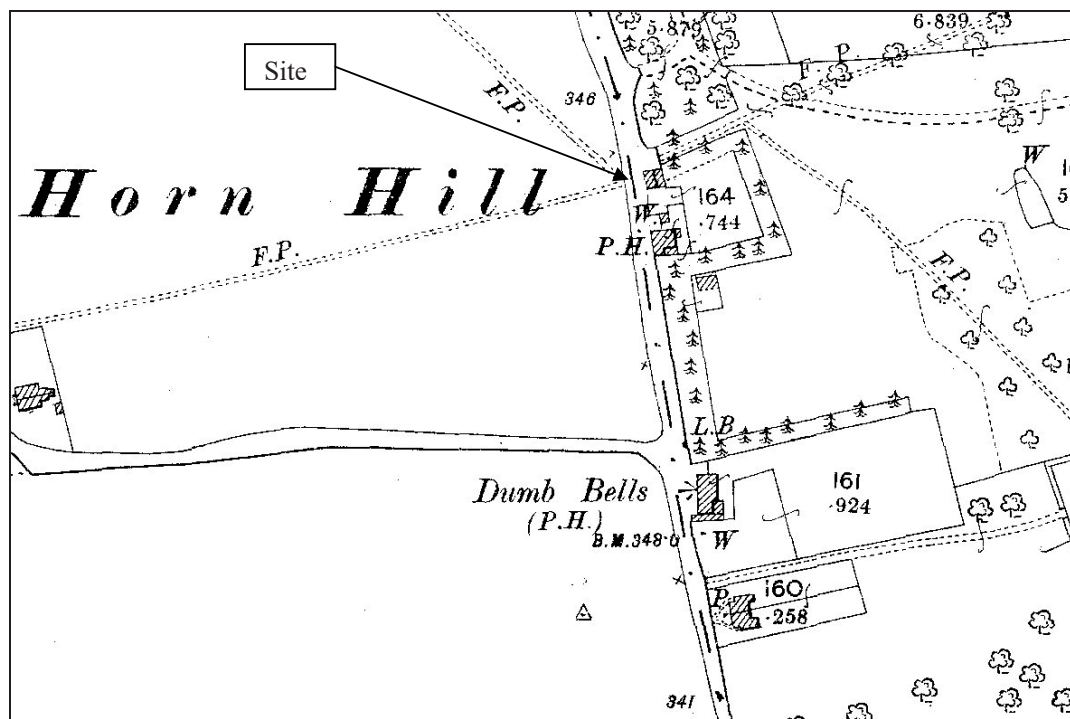 5.879
6.839
Site
F. P.
346
F.P.
W
Horn Hill
164
.744
W.
P.H.
F.P.
F.P.
L.B
Dumb Bells
(P.H.)
161
.924
B.M.348.0
W
P.
160
.258
341